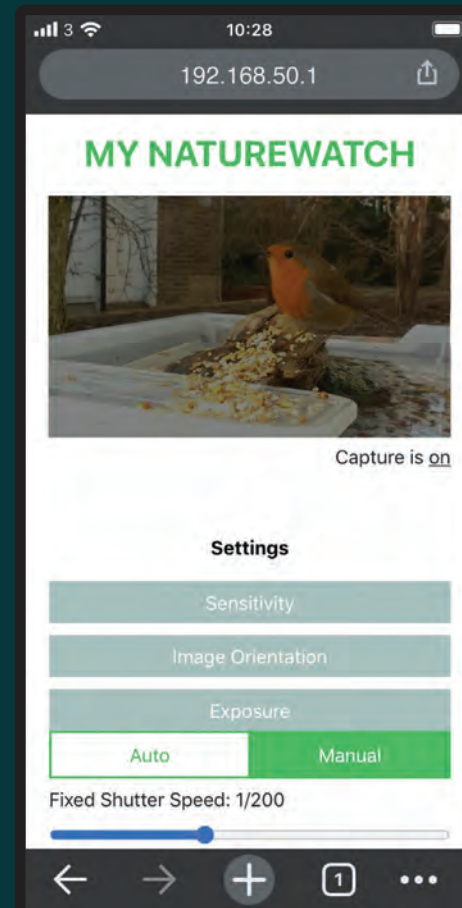 3
10:28
192.168.50.1
MY NATUREWATCH
Capture is on
Settings
Sensitivity
Image Orientation
Exposure
Auto
Manual
Fixed Shutter Speed: 1/200
1